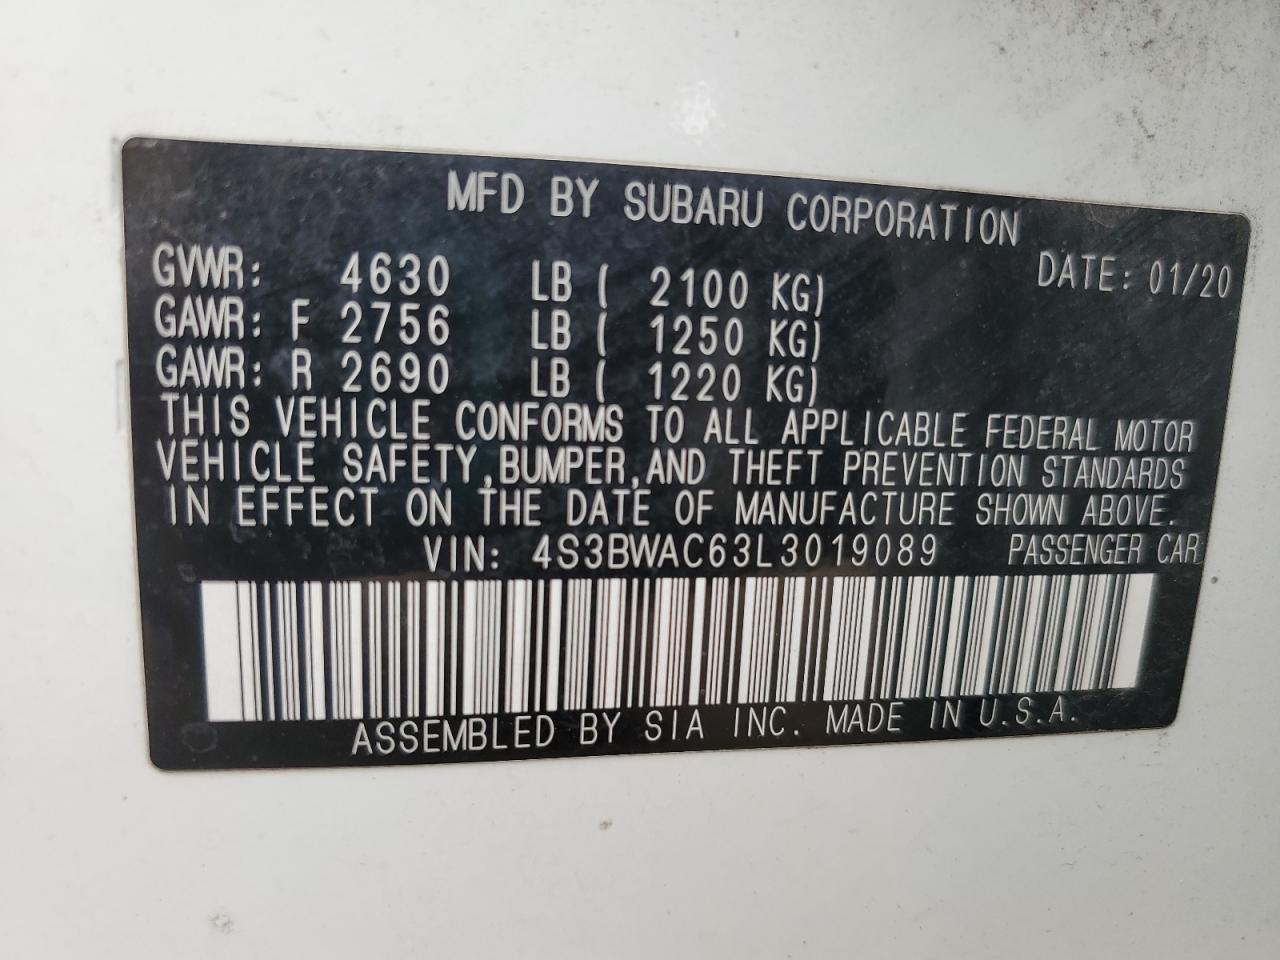 MFD BY SUBARU CORPORATION
DATE: 01/20
GVWR: 4630 LB ( 2100 KG)
GAWR: F 2756 LB ( 1250 KG)
GAWR: R 2690 LB ( 1220 KG)
THIS VEHICLE CONFORMS TO ALL APPLICABLE FEDERAL MOTOR
VEHICLE SAFETY,BUMPER,AND THEFT PREVENTION STANDARDS
IN EFFECT ON THE DATE OF MANUFACTURE SHOWN ABOVE.
VIN: 4S3BWAC63L3019089 PASSENGER CAR
ASSEMBLED BY SIA INC. MADE IN U.S.A.